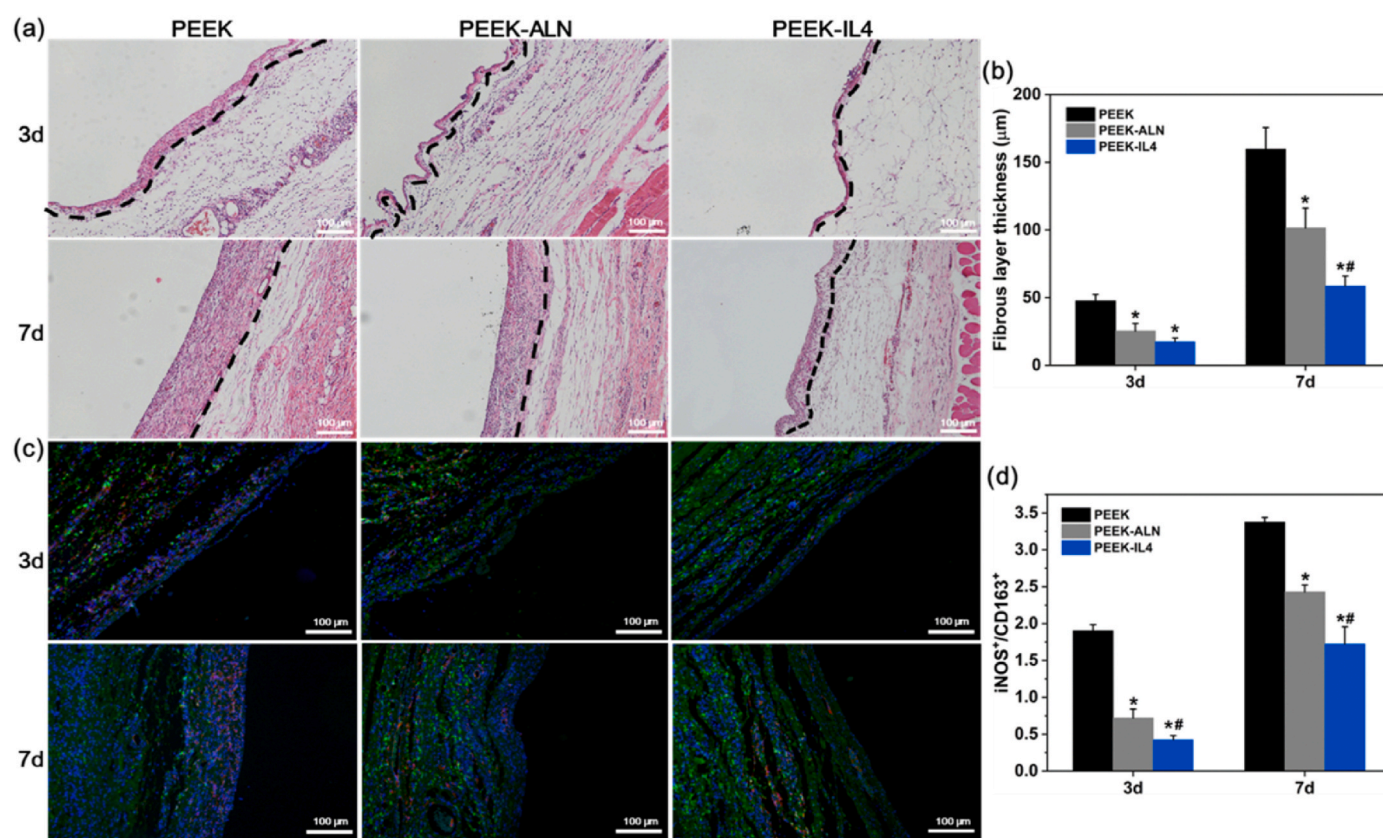 (a) PEEK PEEK-ALN PEEK-IL4
3d
100 µm 100 µm 100 µm
7d
100 µm 100 µm 100 µm
(b)
200
150
100
50
0
Fibrous layer thickness (µm)
PEEK
PEEK-ALN
PEEK-IL4
* * * *#
3d 7d
(c)
3d
100 µm 100 µm 100 µm
7d
100 µm 100 µm 100 µm
(d)
3.5
3.0
2.5
2.0
1.5
1.0
0.5
0.0
iNOS⁺/CD163⁺
PEEK
PEEK-ALN
PEEK-IL4
* *# * *#
3d 7d